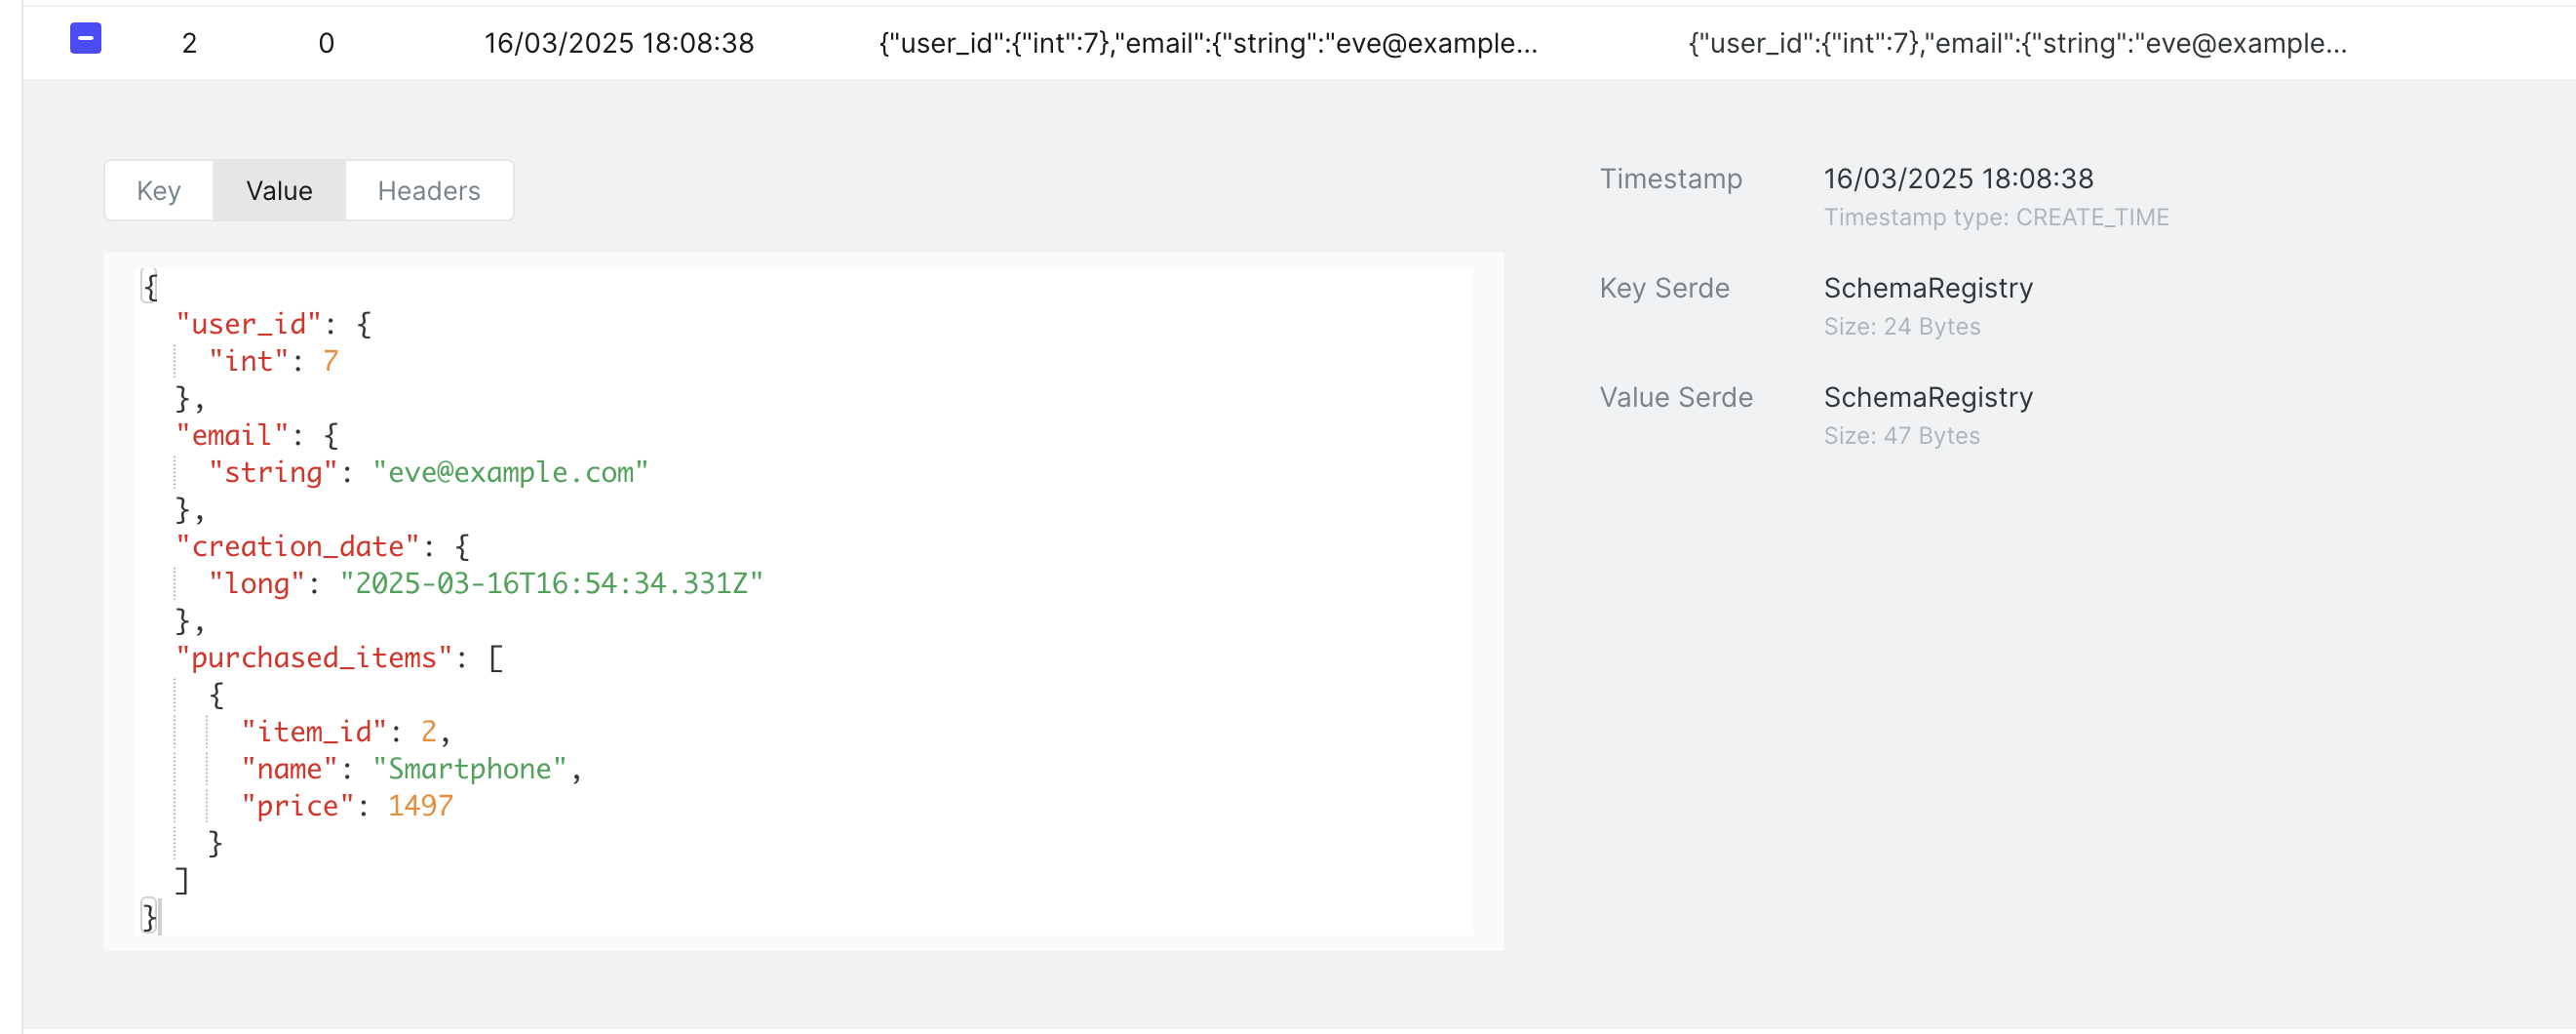 2 0 16/03/2025 18:08:38 {"user_id":{"int":7},"email":{"string":"eve@example... {"user_id":{"int":7},"email":{"string":"eve@example...
Key Value Headers
{
"user_id": {
"int": 7
},
"email": {
"string": "eve@example.com"
},
"creation_date": {
"long": "2025-03-16T16:54:34.331Z"
},
"purchased_items": [
{
"item_id": 2,
"name": "Smartphone",
"price": 1497
}
]
}
Timestamp 16/03/2025 18:08:38
Timestamp type: CREATE_TIME
Key Serde SchemaRegistry
Size: 24 Bytes
Value Serde SchemaRegistry
Size: 47 Bytes